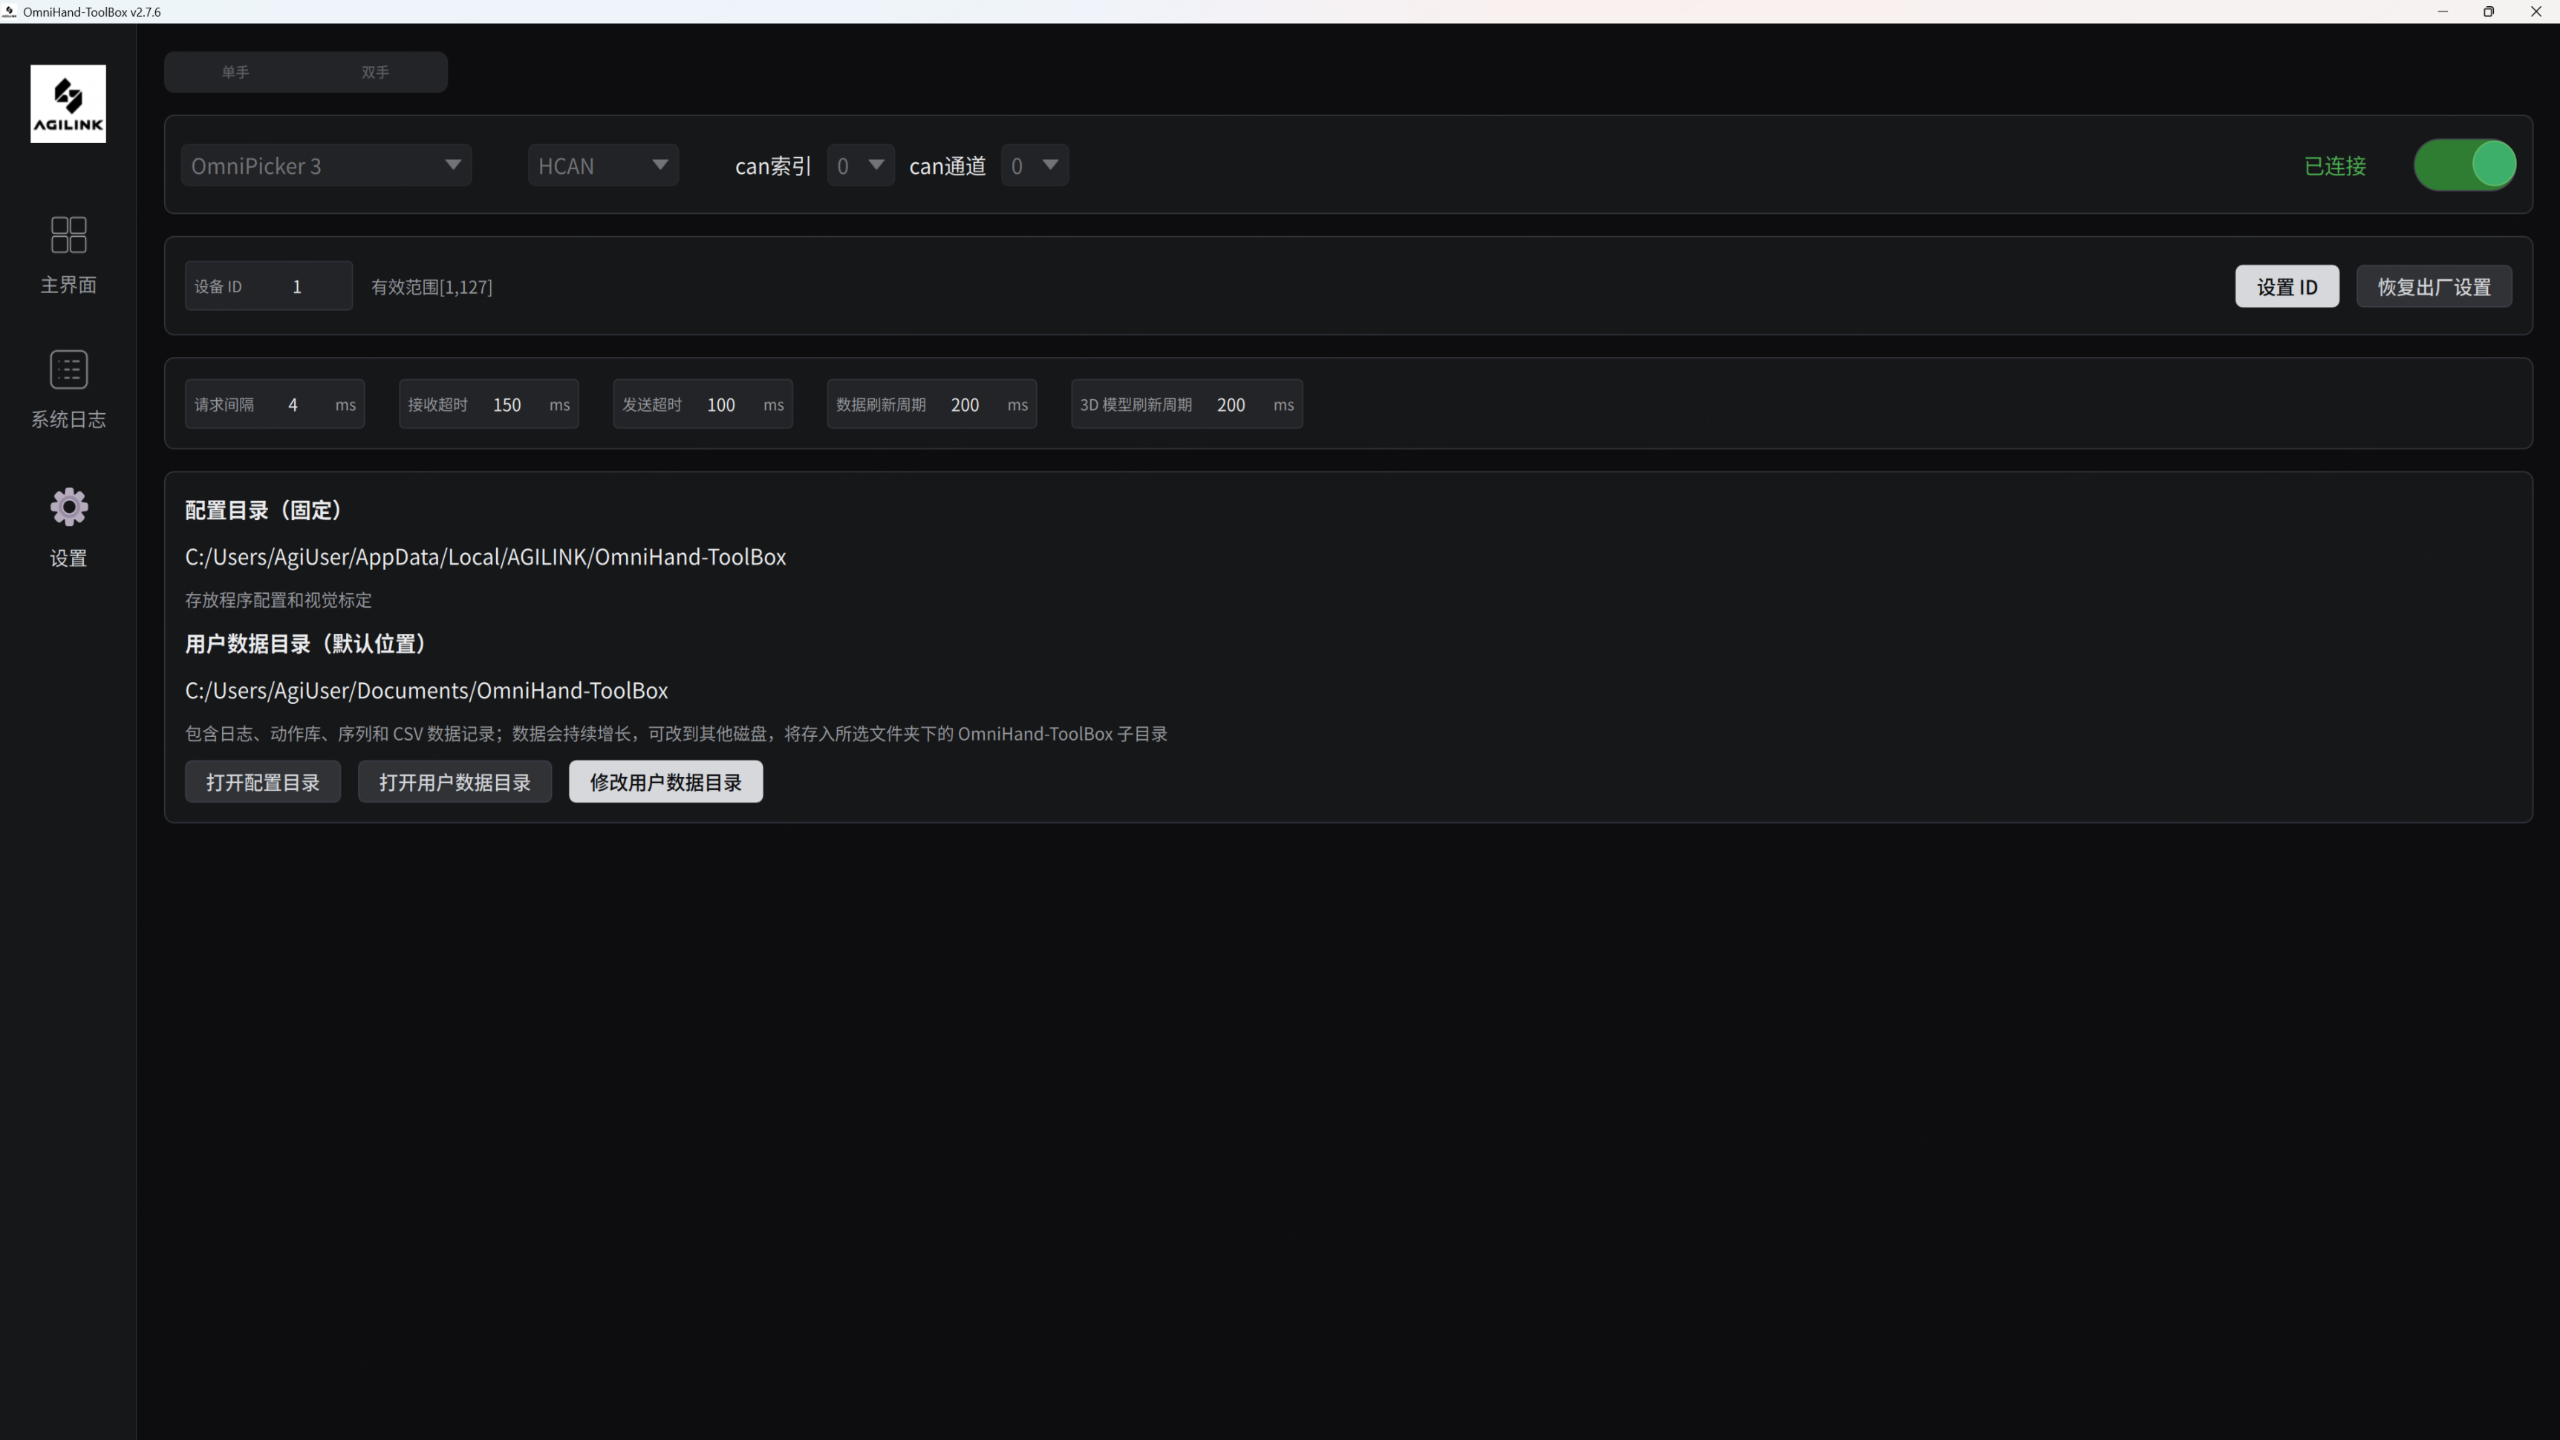 OmniHand-ToolBox v2.7.6
AGILINK
主界面
系统日志
设置
单手 双手
OmniPicker 3 HCAN can索引 0 can通道 0 已连接
设备 ID 1 有效范围[1,127] 设置 ID 恢复出厂设置
请求间隔 4 ms 接收超时 150 ms 发送超时 100 ms 数据刷新周期 200 ms 3D 模型刷新周期 200 ms
配置目录（固定）
C:/Users/AgiUser/AppData/Local/AGILINK/OmniHand-ToolBox
存放程序配置和视觉标定
用户数据目录（默认位置）
C:/Users/AgiUser/Documents/OmniHand-ToolBox
包含日志、动作库、序列和 CSV 数据记录；数据会持续增长，可改到其他磁盘，将存入所选文件夹下的 OmniHand-ToolBox 子目录
打开配置目录 打开用户数据目录 修改用户数据目录